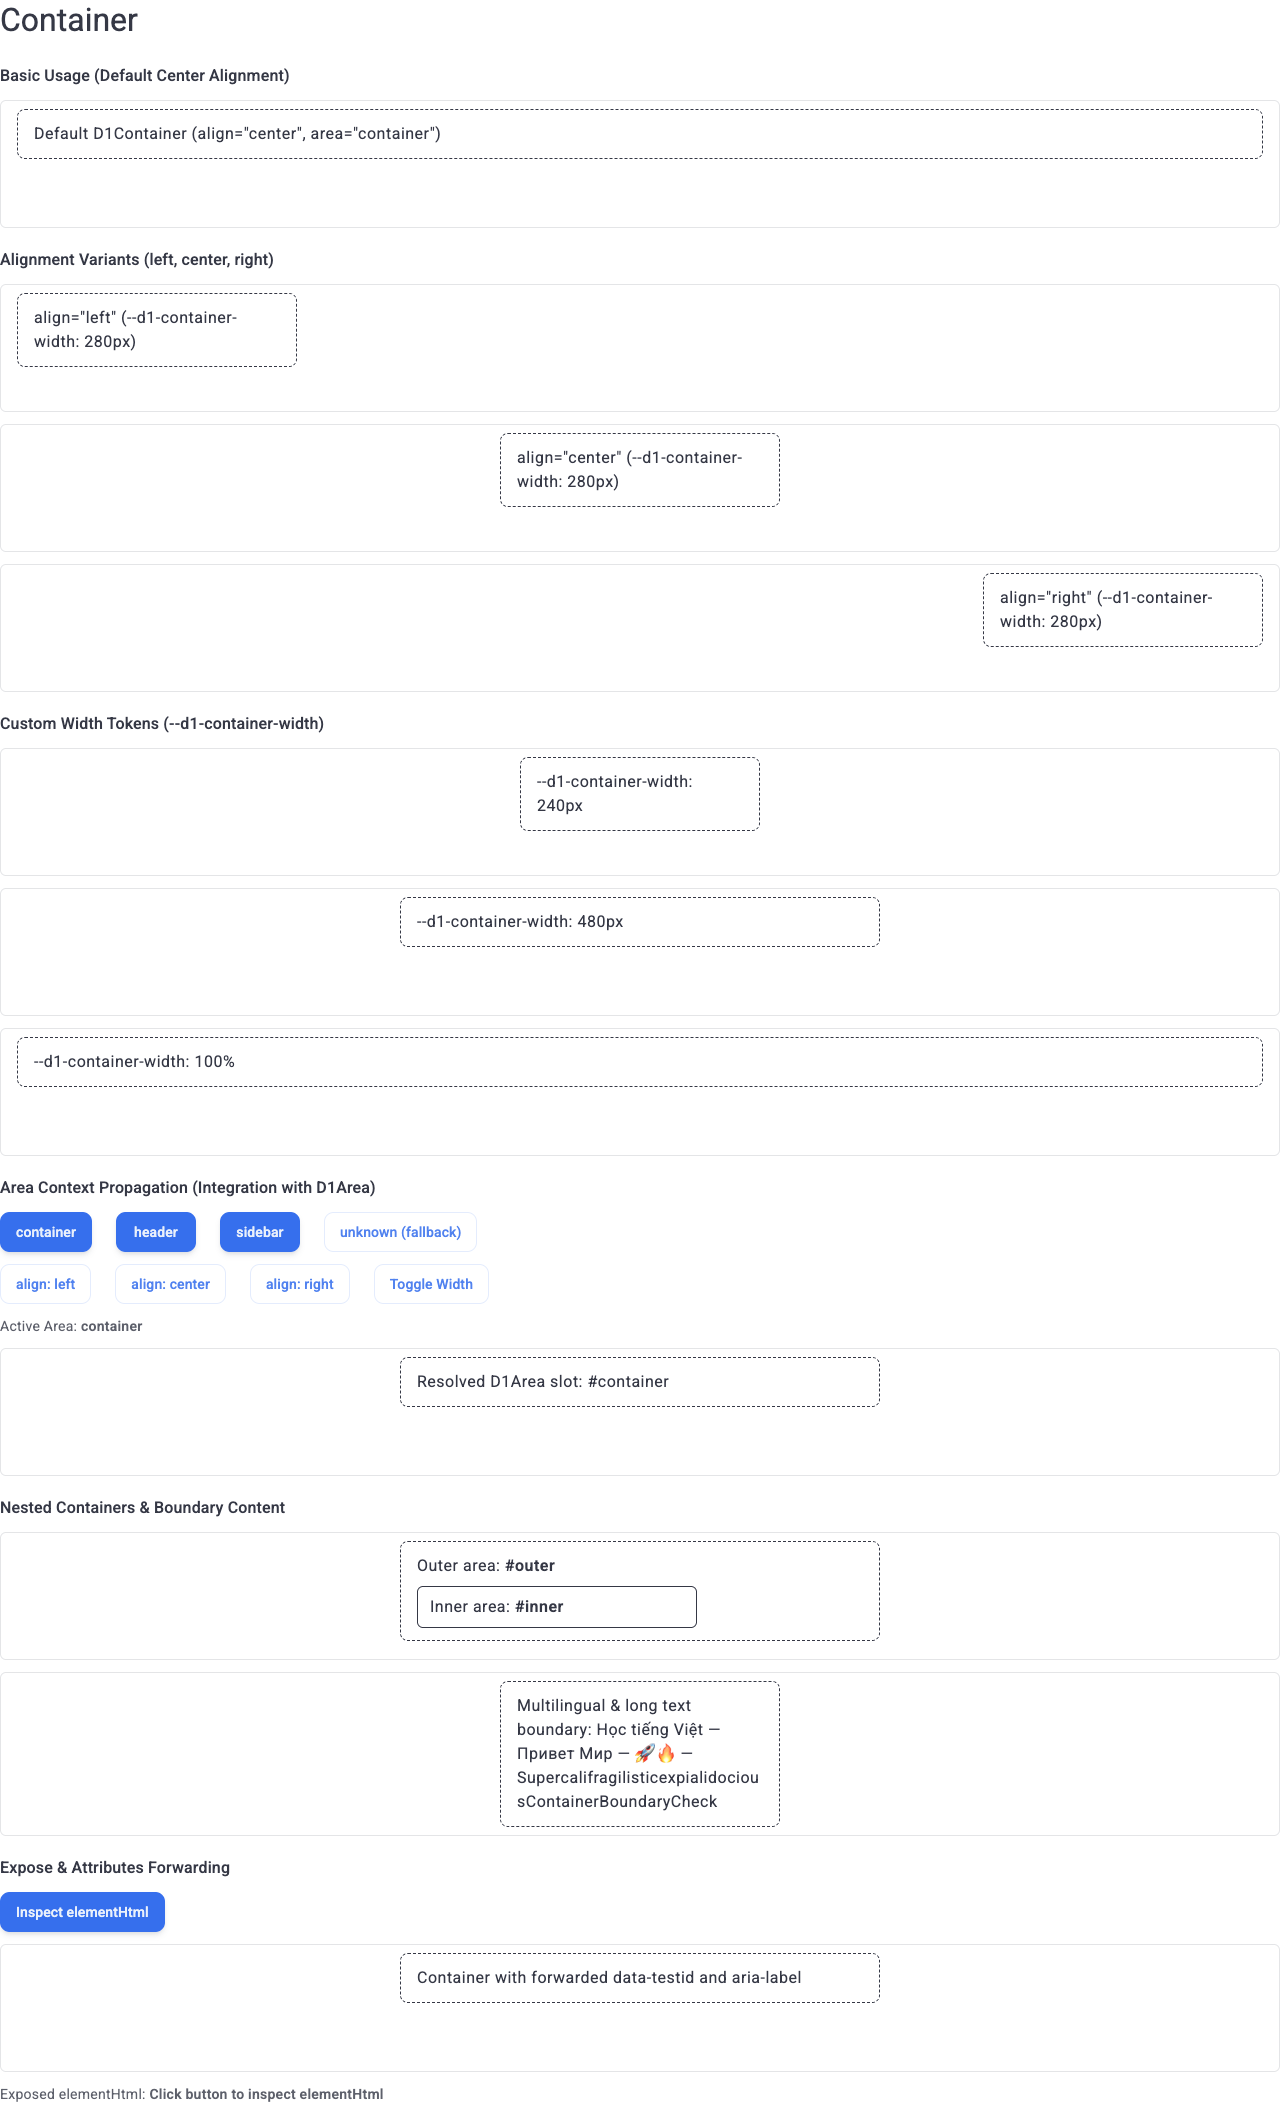 Container
Basic Usage (Default Center Alignment)
Default D1Container (align="center", area="container")
Alignment Variants (left, center, right)
align="left" (--d1-container-
width: 280px)
align="center" (--d1-container-
width: 280px)
align="right" (--d1-container-
width: 280px)
Custom Width Tokens (--d1-container-width)
--d1-container-width:
240px
--d1-container-width: 480px
--d1-container-width: 100%
Area Context Propagation (Integration with D1Area)
container header sidebar unknown (fallback)
align: left align: center align: right Toggle Width
Active Area: container
Resolved D1Area slot: #container
Nested Containers & Boundary Content
Outer area: #outer
Inner area: #inner
Multilingual & long text
boundary: Học tiếng Việt —
Привет Мир — 🚀🔥 —
Supercalifragilisticexpialidociou
sContainerBoundaryCheck
Expose & Attributes Forwarding
Inspect elementHtml
Container with forwarded data-testid and aria-label
Exposed elementHtml: Click button to inspect elementHtml